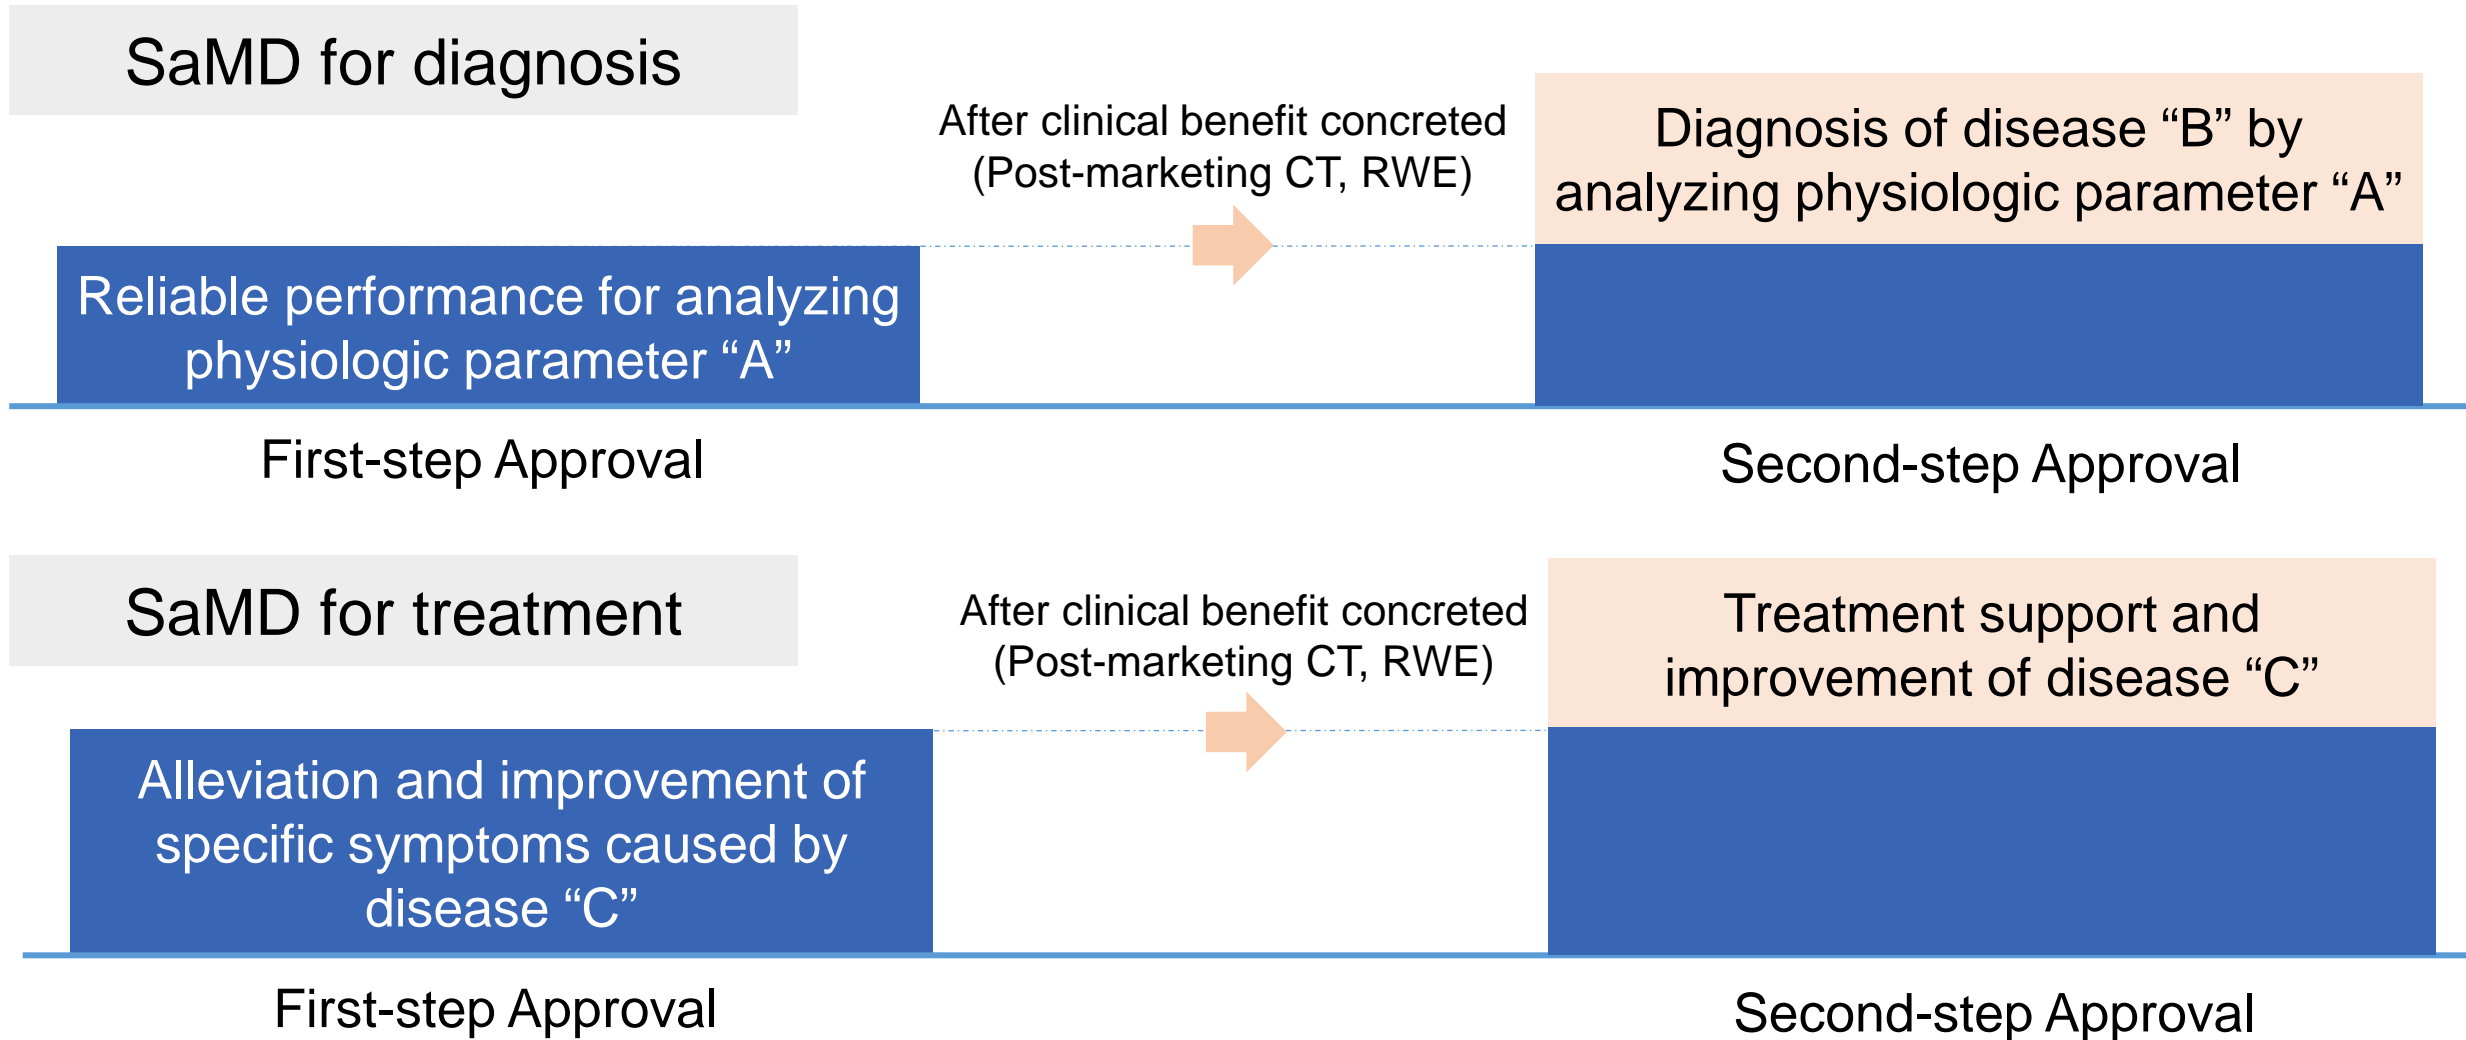 SaMD for diagnosis
After clinical benefit concreted
(Post-marketing CT, RWE)
Diagnosis of disease “B” by
analyzing physiologic parameter “A”
Reliable performance for analyzing
physiologic parameter “A”
First-step Approval
Second-step Approval
SaMD for treatment
After clinical benefit concreted
(Post-marketing CT, RWE)
Treatment support and
improvement of disease “C”
Alleviation and improvement of
specific symptoms caused by
disease “C”
First-step Approval
Second-step Approval